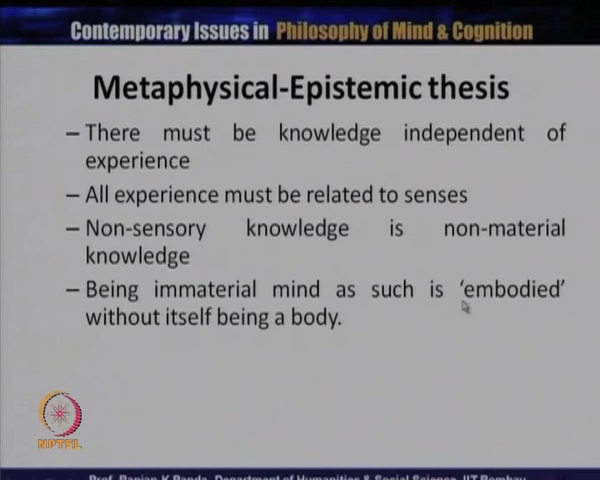 Contemporary Issues in Philosophy of Mind & Cognition
Metaphysical-Epistemic thesis
– There must be knowledge independent of
experience
– All experience must be related to senses
– Non-sensory knowledge is non-material
knowledge
– Being immaterial mind as such is ‘embodied’
without itself being a body.
NPTEL
Prof. Ranjan K Panda, Department of Humanities & Social Science, IIT Bombay